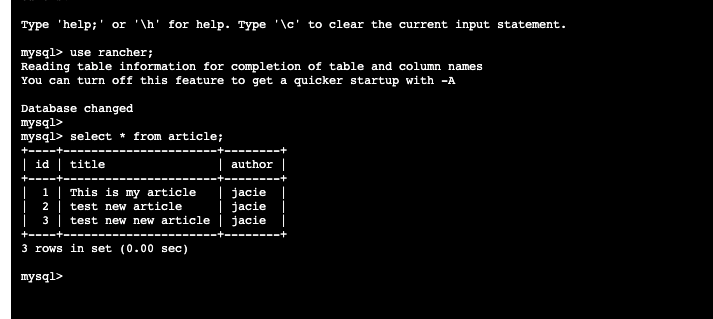 Type 'help;' or '\h' for help. Type '\c' to clear the current input statement.
mysql> use rancher;
Reading table information for completion of table and column names
You can turn off this feature to get a quicker startup with -A
Database changed
mysql>
mysql> select * from article;
+----+----------------------+--------+
| id | title                | author |
+----+----------------------+--------+
|  1 | This is my article   | jacie  |
|  2 | test new article     | jacie  |
|  3 | test new new article | jacie  |
+----+----------------------+--------+
3 rows in set (0.00 sec)
mysql>